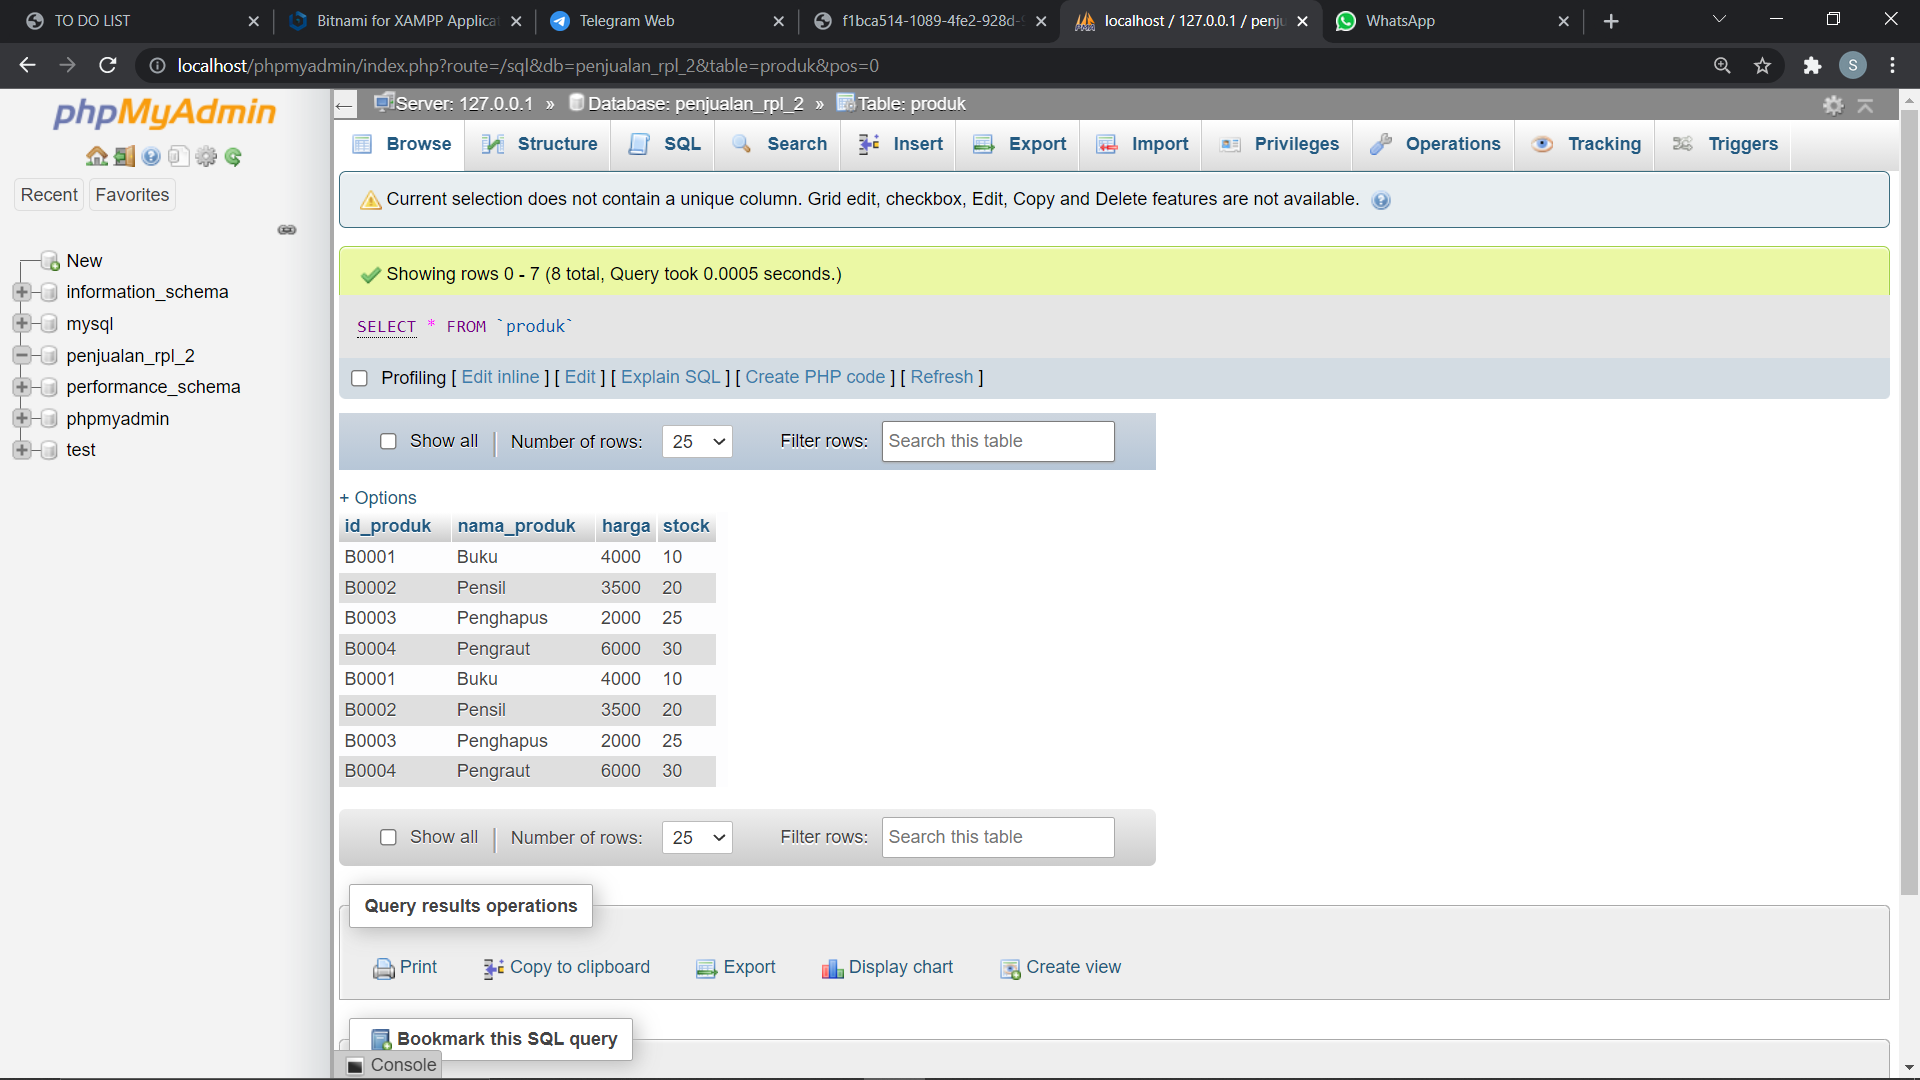 TO DO LIST
Bitnami for XAMPP Applica
Telegram Web
f1bca514-1089-4fe2-928d-
localhost / 127.0.0.1 / penju
WhatsApp
localhost/phpmyadmin/index.php?route=/sql&db=penjualan_rpl_2&table=produk&pos=0
S
phpMyAdmin
Recent
Favorites
New
information_schema
mysql
penjualan_rpl_2
performance_schema
phpmyadmin
test
Server: 127.0.0.1 » Database: penjualan_rpl_2 » Table: produk
Browse Structure SQL Search Insert Export Import Privileges Operations Tracking Triggers
Current selection does not contain a unique column. Grid edit, checkbox, Edit, Copy and Delete features are not available.
Showing rows 0 - 7 (8 total, Query took 0.0005 seconds.)
SELECT * FROM `produk`
Profiling [ Edit inline ] [ Edit ] [ Explain SQL ] [ Create PHP code ] [ Refresh ]
Show all | Number of rows: 25 Filter rows: Search this table
+ Options
id_produk nama_produk harga stock
B0001 Buku 4000 10
B0002 Pensil 3500 20
B0003 Penghapus 2000 25
B0004 Pengraut 6000 30
B0001 Buku 4000 10
B0002 Pensil 3500 20
B0003 Penghapus 2000 25
B0004 Pengraut 6000 30
Show all | Number of rows: 25 Filter rows: Search this table
Query results operations
Print Copy to clipboard Export Display chart Create view
Bookmark this SQL query
Console